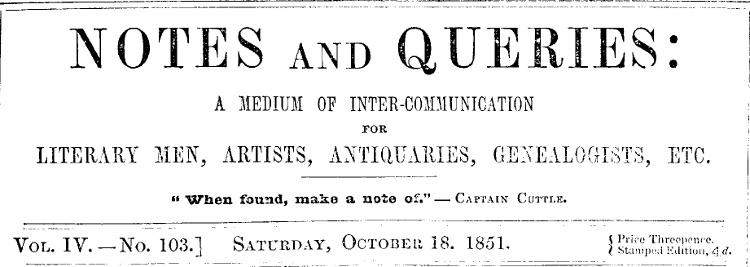 NOTES AND QUERIES:
A MEDIUM OF INTER-COMMUNICATION
FOR
LITERARY MEN, ARTISTS, ANTIQUARIES, GENEALOGISTS, ETC.
"When found, make a note of."—CAPTAIN CUTTLE.
VOL. IV.—No. 103.] SATURDAY, OCTOBER 18. 1851. { Price Threepence.
{ Stamped Edition, 4d.